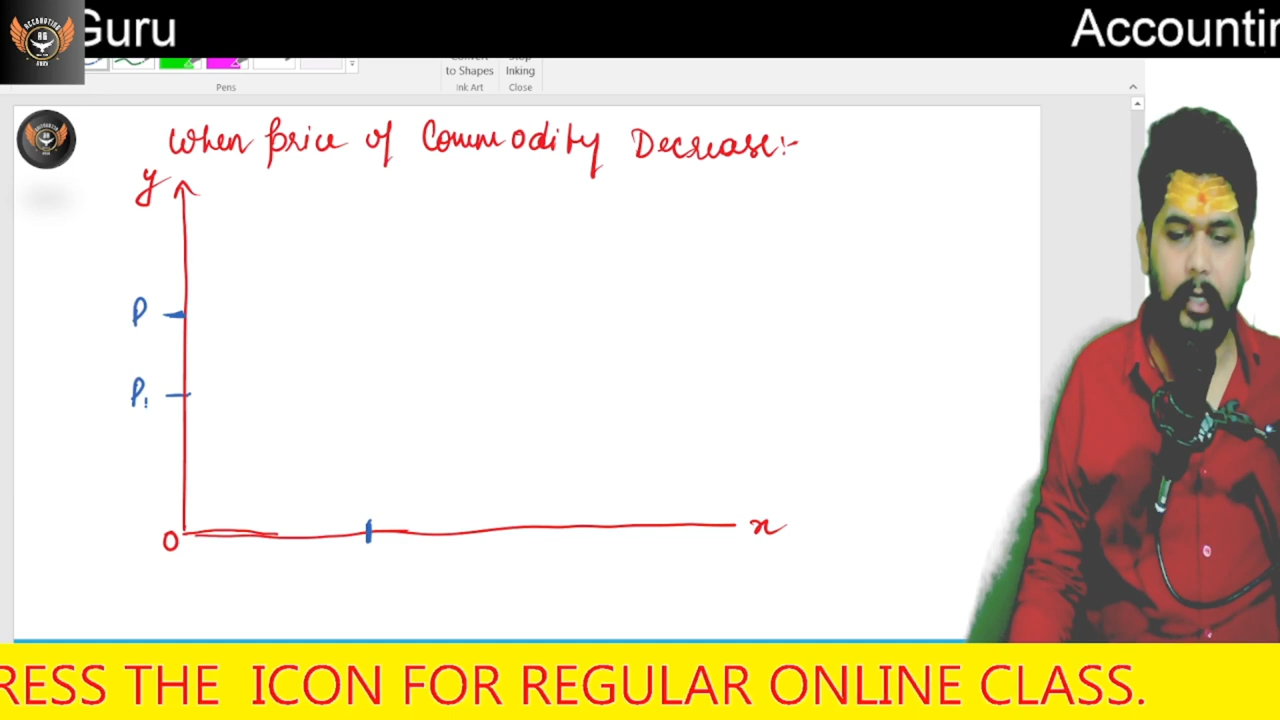 Guru
Accountin
to Shapes
Inking
Pens
Ink Art
Close
When Price of Commodity Decrease:-
y
P
P1
O
x
RESS THE ICON FOR REGULAR ONLINE CLASS.